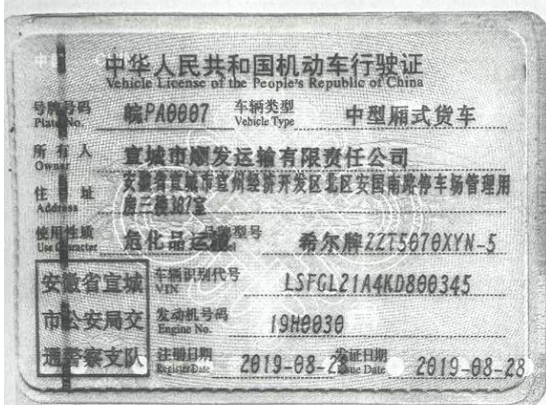 中华人民共和国机动车行驶证
Vehicle License of the People's Republic of China
号牌号码 皖PA0007 车辆类型 中型厢式货车
Plate No. Vehicle Type
所有人 宣城市顺发运输有限责任公司
Owner
住址 安徽省宣城市宣州经济开发区北区安国南路停车场管理用
Address 房三楼307室
使用性质 危化品运输 型号 希尔牌ZZT5070XYN-5
Use Character
安徽省宣城 车辆识别代号 LSFGL21A4KD800345
VIN
市公安局交 发动机号码 19H0030
Engine No.
通警察支队 注册日期 2019-08-28 发证日期 2019-08-28
Register Date Issue Date